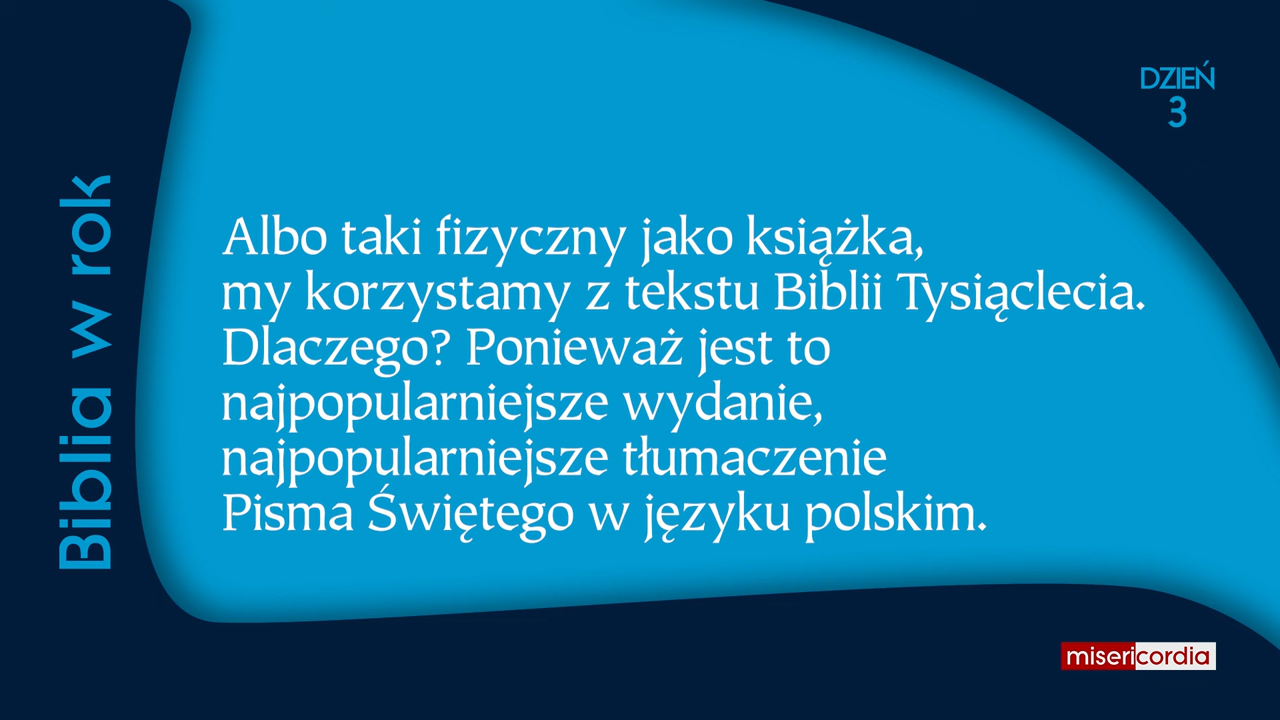 Biblia w rok
DZIEŃ
3
Albo taki fizyczny jako książka,
my korzystamy z tekstu Biblii Tysiąclecia.
Dlaczego? Ponieważ jest to
najpopularniejsze wydanie,
najpopularniejsze tłumaczenie
Pisma Świętego w języku polskim.
misericordia